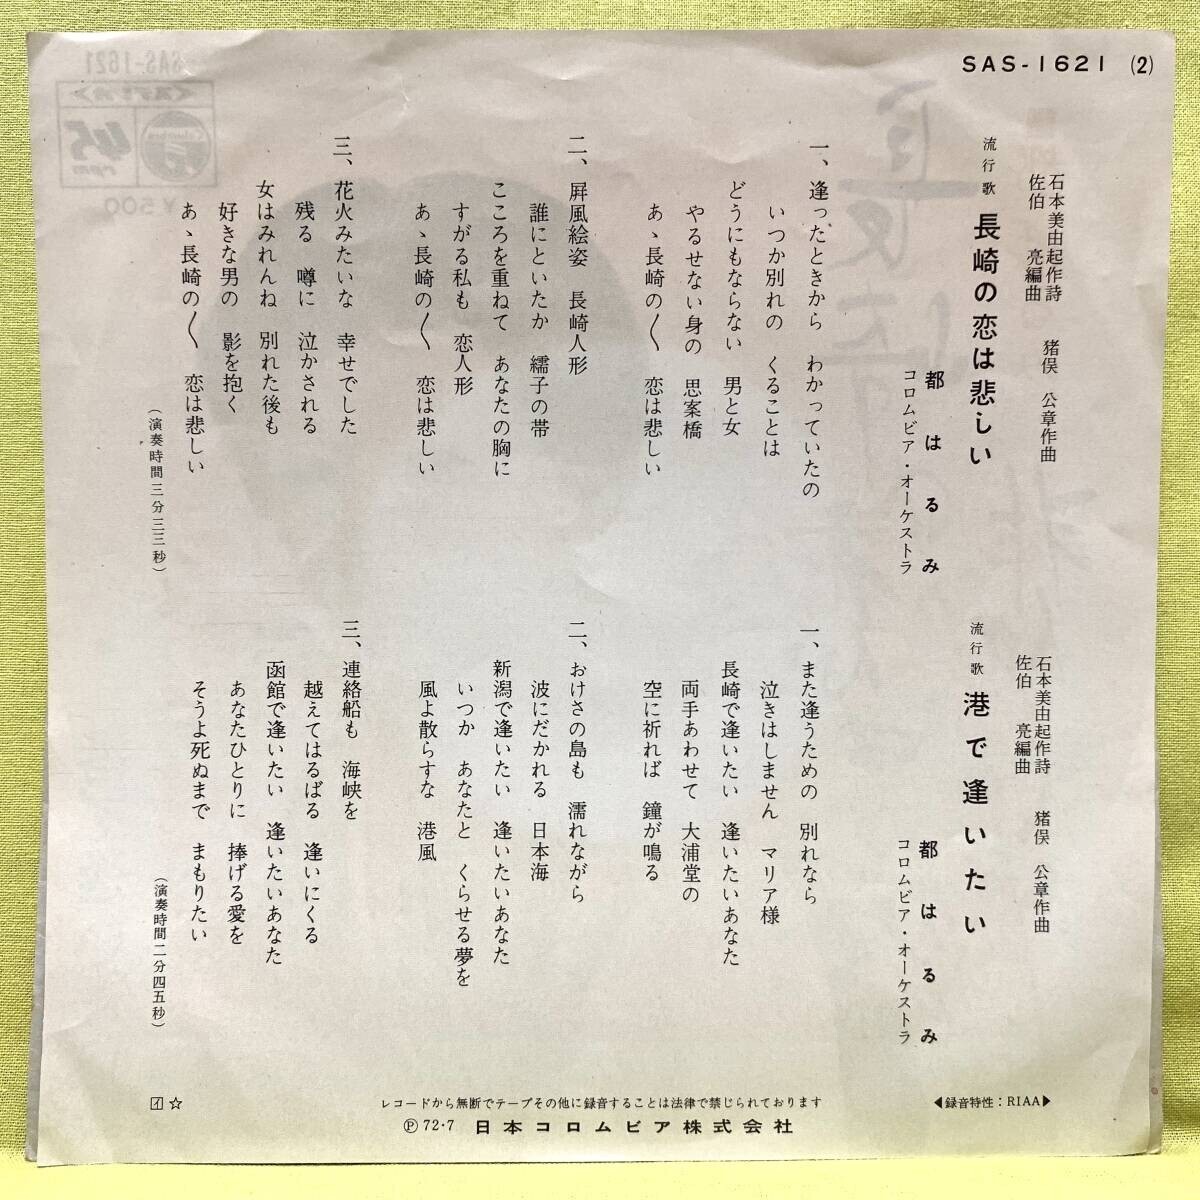 SAS-1621 (2)
石本美由起作詩 猪俣 公章作曲
佐伯 亮編曲
流行歌 長崎の恋は悲しい
都はるみ
コロムビア・オーケストラ
一、逢ったときから わかっていたの
いつか別れの くることは
どうにもならない 男と女
やるせない身の 思案橋
あゝ長崎の〱 恋は悲しい
二、屏風絵姿 長崎人形
誰にといたか 繻子の帯
こころを重ねて あなたの胸に
すがる私も 恋人形
あゝ長崎の〱 恋は悲しい
三、花火みたいな 幸せでした
残る 噂に 泣かされる
女はみれんね 別れた後も
好きな男の 影を抱く
あゝ長崎の〱 恋は悲しい
(演奏時間三分三三秒)
石本美由起作詩 猪俣 公章作曲
佐伯 亮編曲
流行歌 港で逢いたい
都はるみ
コロムビア・オーケストラ
一、また逢うための 別れなら
泣きはしません マリア様
長崎で逢いたい 逢いたいあなた
両手あわせて 大浦堂の
空に祈れば 鐘が鳴る
二、おけさの島も 濡れながら
波にだかれる 日本海
新潟で逢いたい 逢いたいあなた
いつか あなたと くらせる夢を
風よ散らすな 港風
三、連絡船も 海峡を
越えてはるばる 逢いにくる
函館で逢いたい 逢いたいあなた
あなたひとりに 捧げる愛を
そうよ死ぬまで まもりたい
(演奏時間二分四五秒)
イ ☆
レコードから無断でテープその他に録音することは法律で禁じられております
◀録音特性:RIAA▶
Ⓟ72・7 日本コロムビア株式会社
SAS-1621
<ステレオ>
45
rpm
Columbia
¥500